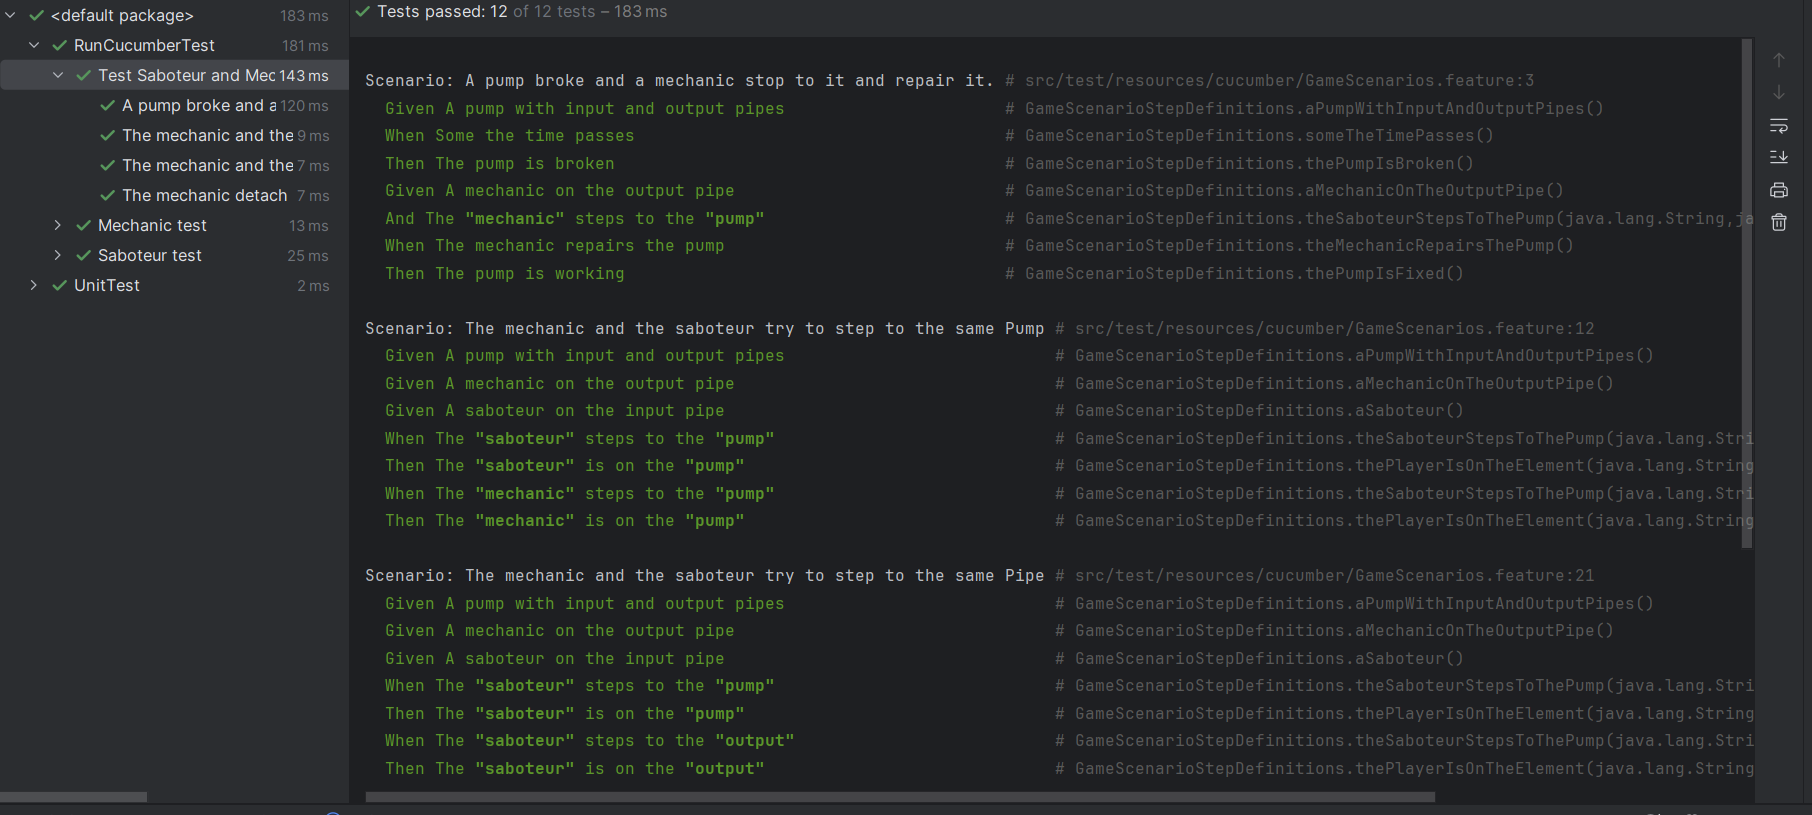 <default package> 183 ms
RunCucumberTest 181 ms
Test Saboteur and Mec 143 ms
A pump broke and a 120 ms
The mechanic and the 9 ms
The mechanic and the 7 ms
The mechanic detach 7 ms
Mechanic test 13 ms
Saboteur test 25 ms
UnitTest 2 ms
Tests passed: 12 of 12 tests – 183 ms
Scenario: A pump broke and a mechanic stop to it and repair it. # src/test/resources/cucumber/GameScenarios.feature:3
Given A pump with input and output pipes # GameScenarioStepDefinitions.aPumpWithInputAndOutputPipes()
When Some the time passes # GameScenarioStepDefinitions.someTheTimePasses()
Then The pump is broken # GameScenarioStepDefinitions.thePumpIsBroken()
Given A mechanic on the output pipe # GameScenarioStepDefinitions.aMechanicOnTheOutputPipe()
And The "mechanic" steps to the "pump" # GameScenarioStepDefinitions.theSaboteurStepsToThePump(java.lang.String,ja
When The mechanic repairs the pump # GameScenarioStepDefinitions.theMechanicRepairsThePump()
Then The pump is working # GameScenarioStepDefinitions.thePumpIsFixed()
Scenario: The mechanic and the saboteur try to step to the same Pump # src/test/resources/cucumber/GameScenarios.feature:12
Given A pump with input and output pipes # GameScenarioStepDefinitions.aPumpWithInputAndOutputPipes()
Given A mechanic on the output pipe # GameScenarioStepDefinitions.aMechanicOnTheOutputPipe()
Given A saboteur on the input pipe # GameScenarioStepDefinitions.aSaboteur()
When The "saboteur" steps to the "pump" # GameScenarioStepDefinitions.theSaboteurStepsToThePump(java.lang.Stri
Then The "saboteur" is on the "pump" # GameScenarioStepDefinitions.thePlayerIsOnTheElement(java.lang.String
When The "mechanic" steps to the "pump" # GameScenarioStepDefinitions.theSaboteurStepsToThePump(java.lang.Stri
Then The "mechanic" is on the "pump" # GameScenarioStepDefinitions.thePlayerIsOnTheElement(java.lang.String
Scenario: The mechanic and the saboteur try to step to the same Pipe # src/test/resources/cucumber/GameScenarios.feature:21
Given A pump with input and output pipes # GameScenarioStepDefinitions.aPumpWithInputAndOutputPipes()
Given A mechanic on the output pipe # GameScenarioStepDefinitions.aMechanicOnTheOutputPipe()
Given A saboteur on the input pipe # GameScenarioStepDefinitions.aSaboteur()
When The "saboteur" steps to the "pump" # GameScenarioStepDefinitions.theSaboteurStepsToThePump(java.lang.Stri
Then The "saboteur" is on the "pump" # GameScenarioStepDefinitions.thePlayerIsOnTheElement(java.lang.String
When The "saboteur" steps to the "output" # GameScenarioStepDefinitions.theSaboteurStepsToThePump(java.lang.Stri
Then The "saboteur" is on the "output" # GameScenarioStepDefinitions.thePlayerIsOnTheElement(java.lang.String